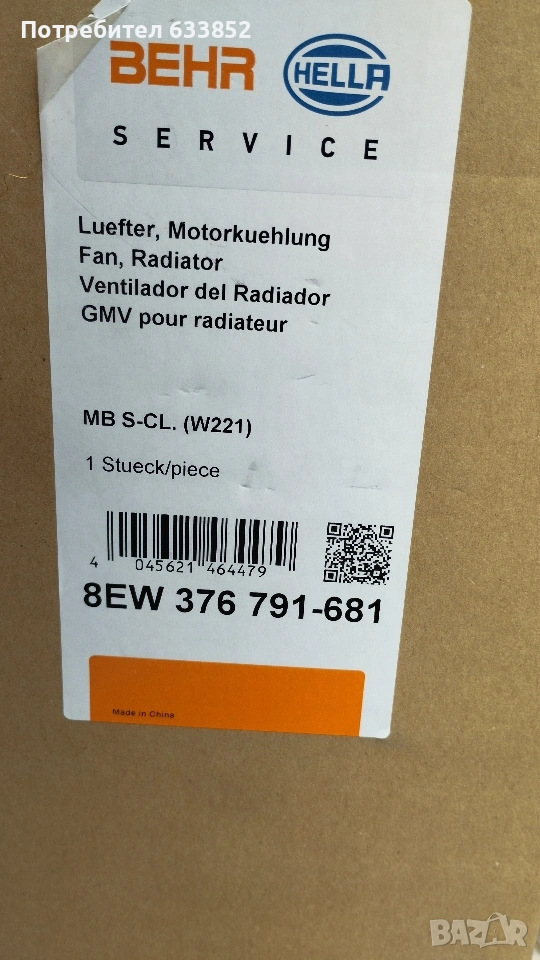 Потребител 633852
BEHR HELLA
SERVICE
Luefter, Motorkuehlung
Fan, Radiator
Ventilador del Radiador
GMV pour radiateur
MB S-CL. (W221)
1 Stueck/piece
4 045621 464479
8EW 376 791-681
Made in China
BAZAR